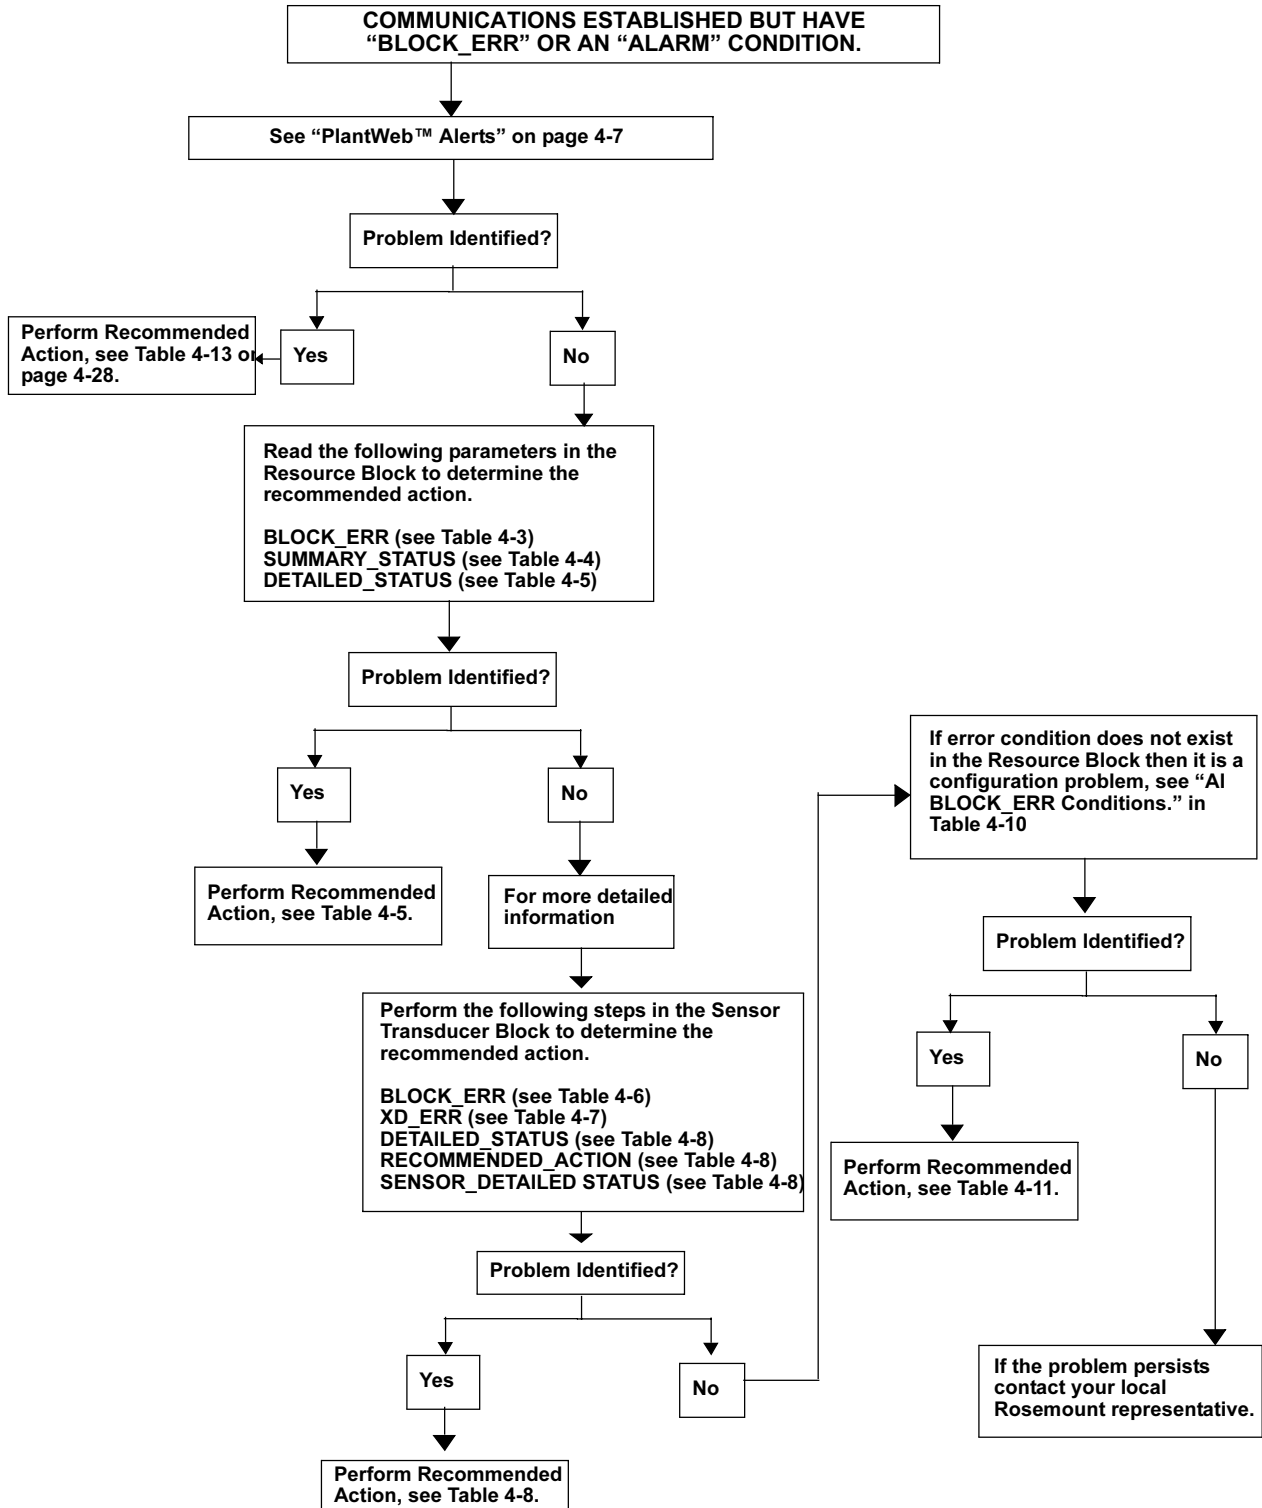 COMMUNICATIONS ESTABLISHED BUT HAVE
“BLOCK_ERR” OR AN “ALARM” CONDITION.
See “PlantWeb™ Alerts” on page 4-7
Problem Identified?
Perform Recommended
Action, see Table 4-13 on
page 4-28.
Yes
No
Read the following parameters in the
Resource Block to determine the
recommended action.
BLOCK_ERR (see Table 4-3)
SUMMARY_STATUS (see Table 4-4)
DETAILED_STATUS (see Table 4-5)
Problem Identified?
Yes
No
Perform Recommended
Action, see Table 4-5.
For more detailed
information
Perform the following steps in the Sensor
Transducer Block to determine the
recommended action.
BLOCK_ERR (see Table 4-6)
XD_ERR (see Table 4-7)
DETAILED_STATUS (see Table 4-8)
RECOMMENDED_ACTION (see Table 4-8)
SENSOR_DETAILED STATUS (see Table 4-8)
Problem Identified?
Yes
No
Perform Recommended
Action, see Table 4-8.
If error condition does not exist
in the Resource Block then it is a
configuration problem, see “AI
BLOCK_ERR Conditions.” in
Table 4-10
Problem Identified?
Yes
No
Perform Recommended
Action, see Table 4-11.
If the problem persists
contact your local
Rosemount representative.